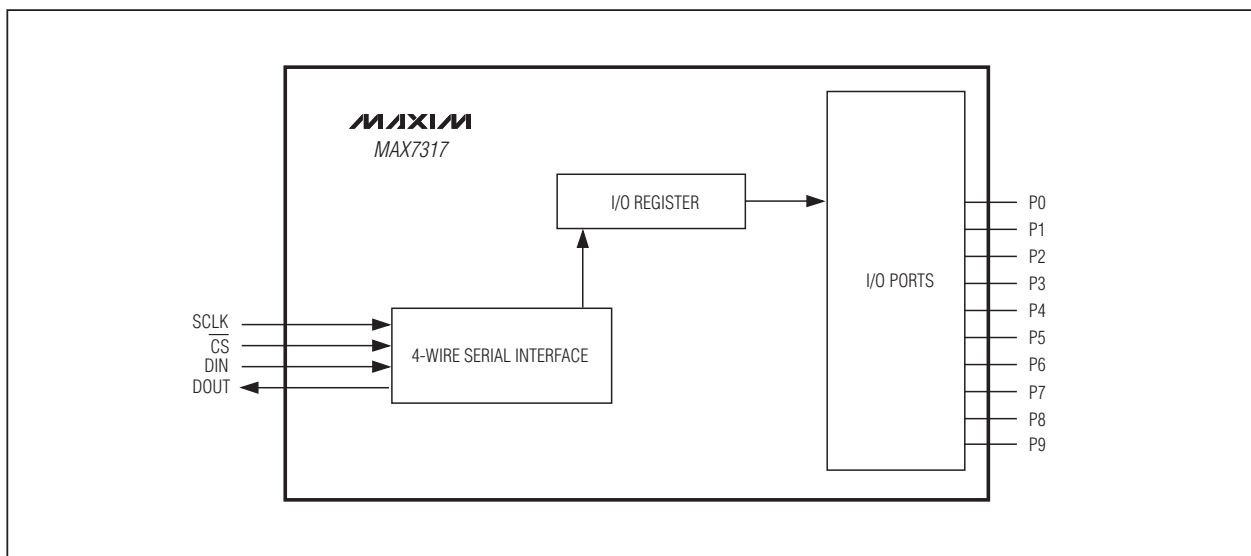 MAXIM
MAX7317
I/O REGISTER
I/O PORTS
4-WIRE SERIAL INTERFACE
SCLK
C̅S̅
DIN
DOUT
P0
P1
P2
P3
P4
P5
P6
P7
P8
P9